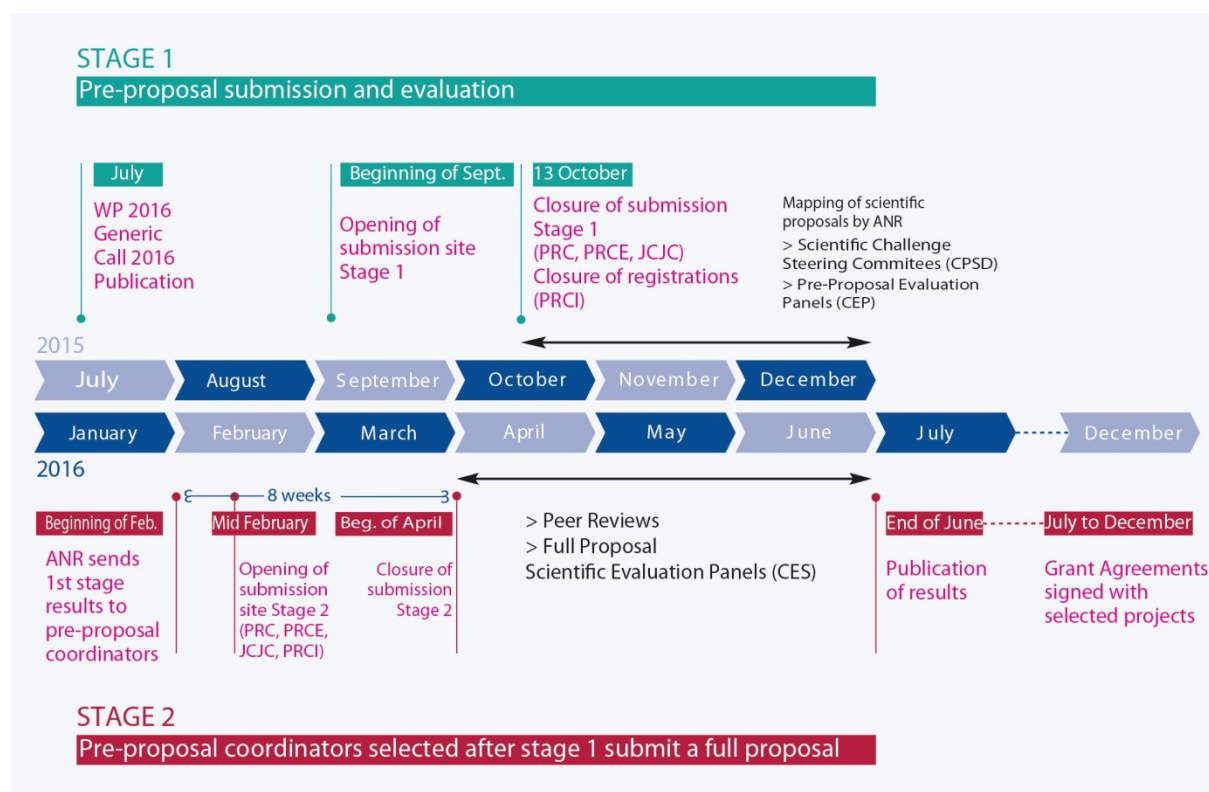 STAGE 1
Pre-proposal submission and evaluation
July
WP 2016
Generic
Call 2016
Publication
Beginning of Sept.
Opening of
submission site
Stage 1
13 October
Closure of submission
Stage 1
(PRC, PRCE, JCJC)
Closure of registrations
(PRCI)
Mapping of scientific
proposals by ANR
> Scientific Challenge
Steering Commitees (CPSD)
> Pre-Proposal Evaluation
Panels (CEP)
2015
July August September October November December
January February March April May June July December
2016
8 weeks
Beginning of Feb.
ANR sends
1st stage
results to
pre-proposal
coordinators
Mid February
Opening of
submission
site Stage 2
(PRC, PRCE,
JCJC, PRCI)
Beg. of April
Closure of
submission
Stage 2
> Peer Reviews
> Full Proposal
Scientific Evaluation Panels (CES)
End of June
Publication
of results
July to December
Grant Agreements
signed with
selected projects
STAGE 2
Pre-proposal coordinators selected after stage 1 submit a full proposal